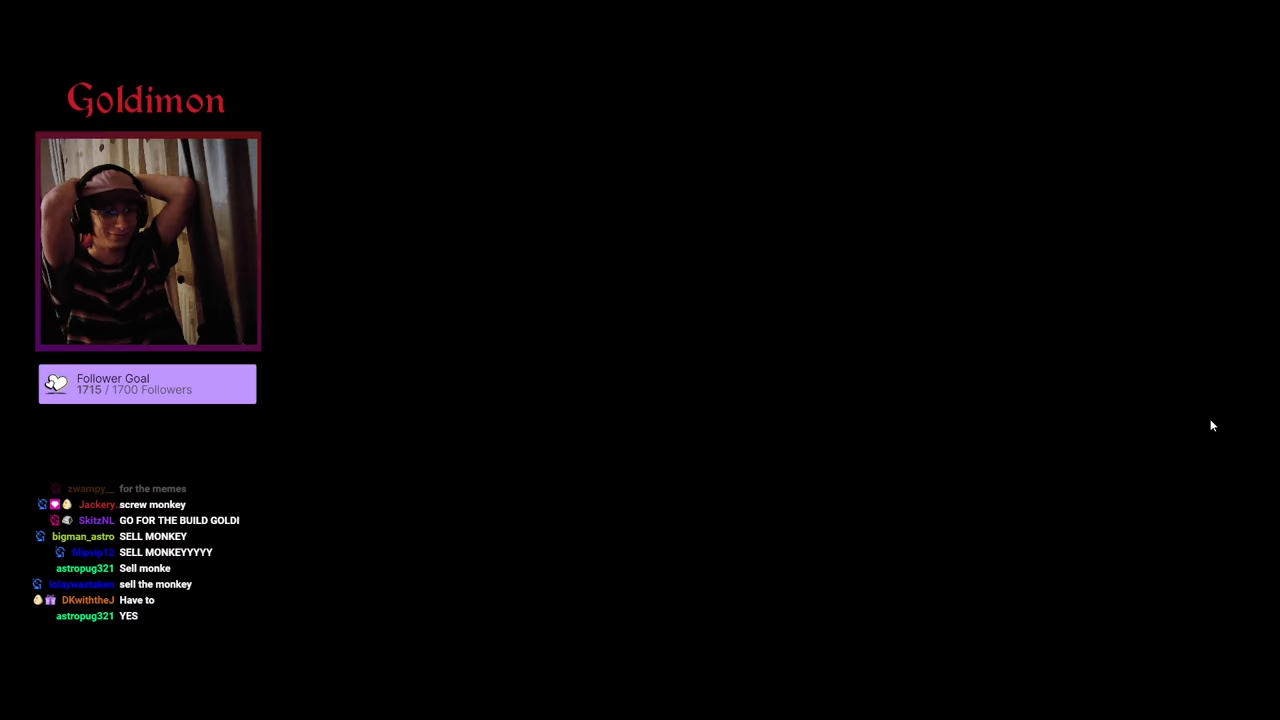 Goldimon
Follower Goal
1715 / 1700 Followers
zwampy__ for the memes
Jackery.. screw monkey
SkitzNL GO FOR THE BUILD GOLDI
bigman_astro SELL MONKEY
SELL MONKEYYYYY
astropug321 Sell monke
sell the monkey
DKwiththeJ Have to
astropug321 YES